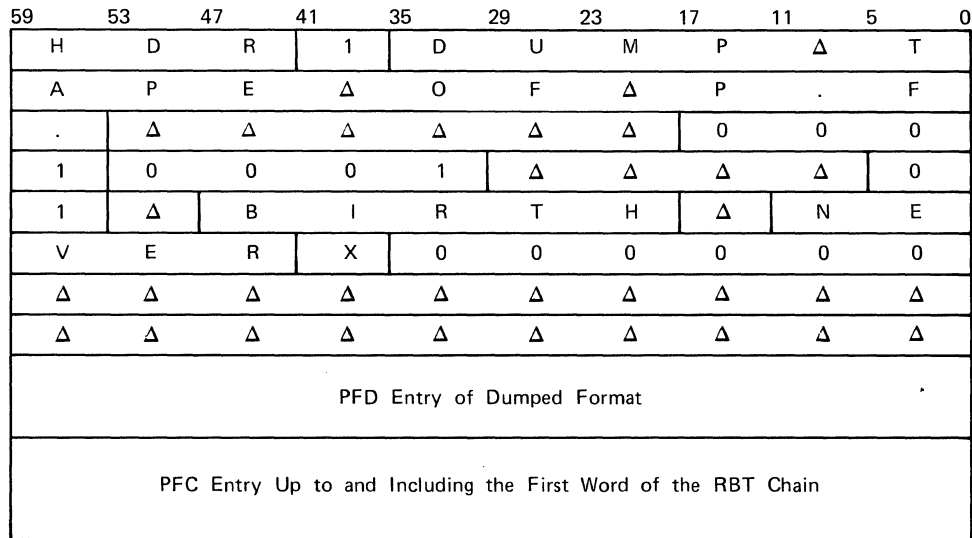 59 53 47 41 35 29 23 17 11 5 0
H D R 1 D U M P Δ T
A P E Δ O F Δ P . F
. Δ Δ Δ Δ Δ Δ 0 0 0
1 0 0 0 1 Δ Δ Δ Δ 0
1 Δ B I R T H Δ N E
V E R X 0 0 0 0 0 0
Δ Δ Δ Δ Δ Δ Δ Δ Δ Δ
Δ Δ Δ Δ Δ Δ Δ Δ Δ Δ
PFD Entry of Dumped Format
PFC Entry Up to and Including the First Word of the RBT Chain